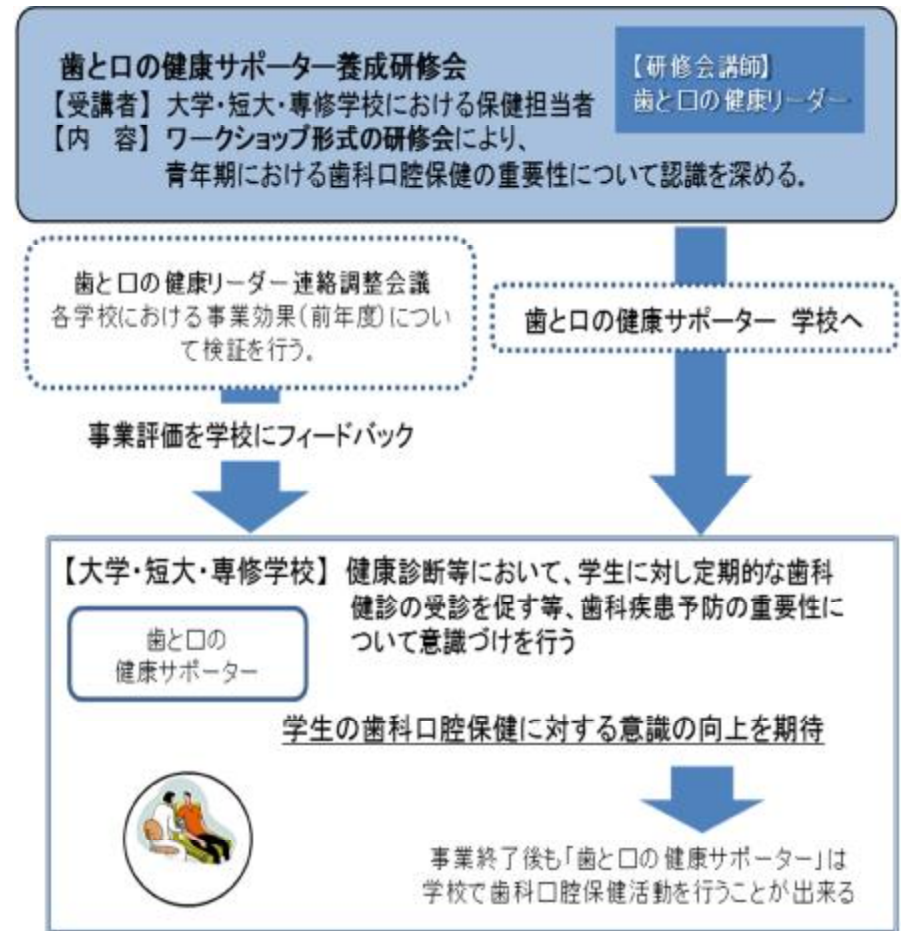 歯と口の健康サポーター養成研修会
【受講者】大学・短大・専修学校における保健担当者
【内　容】ワークショップ形式の研修会により、
青年期における歯科口腔保健の重要性について認識を深める。
【研修会講師】
歯と口の健康リーダー
歯と口の健康リーダー連絡調整会議
各学校における事業効果(前年度)につい
て検証を行う。
歯と口の健康サポーター 学校へ
事業評価を学校にフィードバック
【大学・短大・専修学校】 健康診断等において、学生に対し定期的な歯科
健診の受診を促す等、歯科疾患予防の重要性に
ついて意識づけを行う
歯と口の
健康サポーター
学生の歯科口腔保健に対する意識の向上を期待
事業終了後も「歯と口の健康サポーター」は
学校で歯科口腔保健活動を行うことが出来る